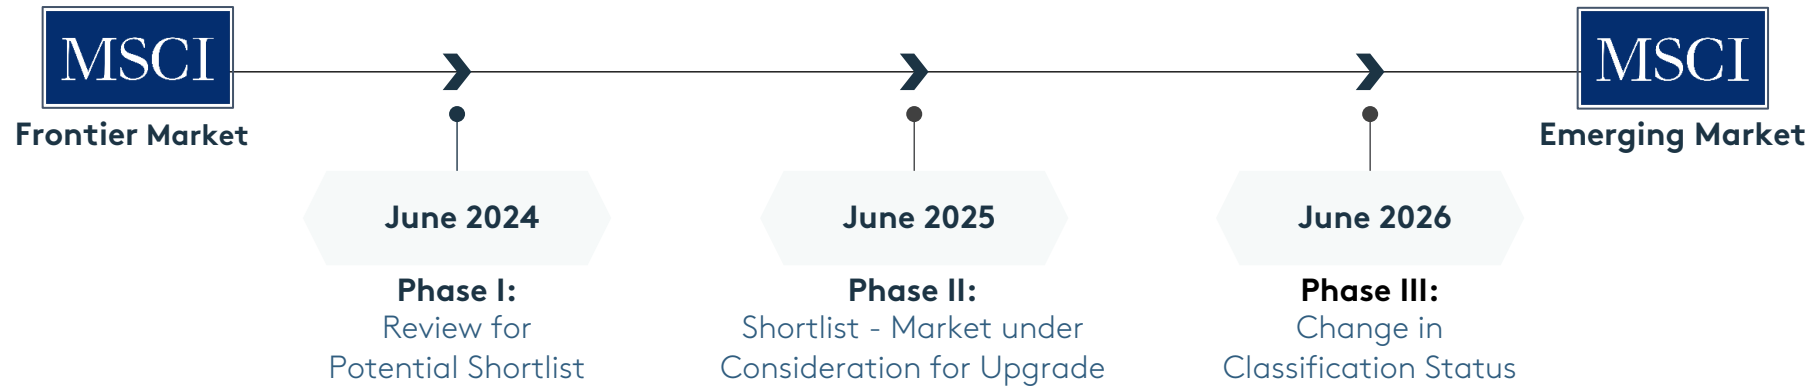 MSCI
Frontier Market
MSCI
Emerging Market
June 2024
Phase I:
Review for
Potential Shortlist
June 2025
Phase II:
Shortlist - Market under
Consideration for Upgrade
June 2026
Phase III:
Change in
Classification Status